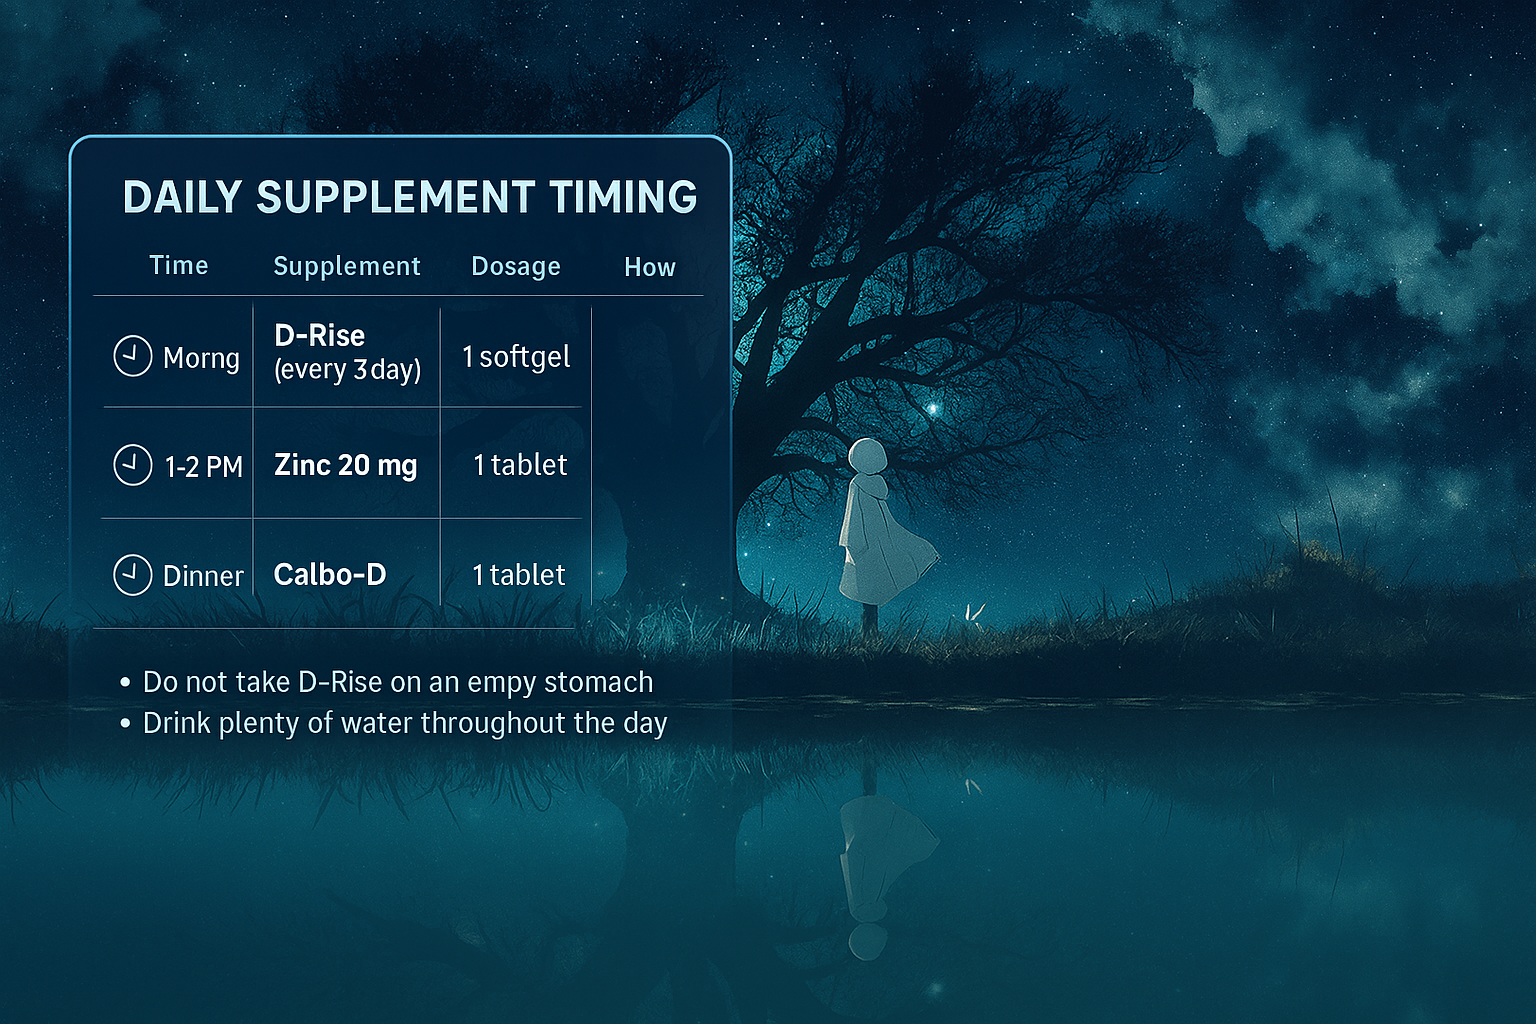 DAILY SUPPLEMENT TIMING
Time Supplement Dosage How
Morng D-Rise (every 3 day) 1 softgel
1-2 PM Zinc 20 mg 1 tablet
Dinner Calbo-D 1 tablet
• Do not take D-Rise on an empy stomach
• Drink plenty of water throughout the day